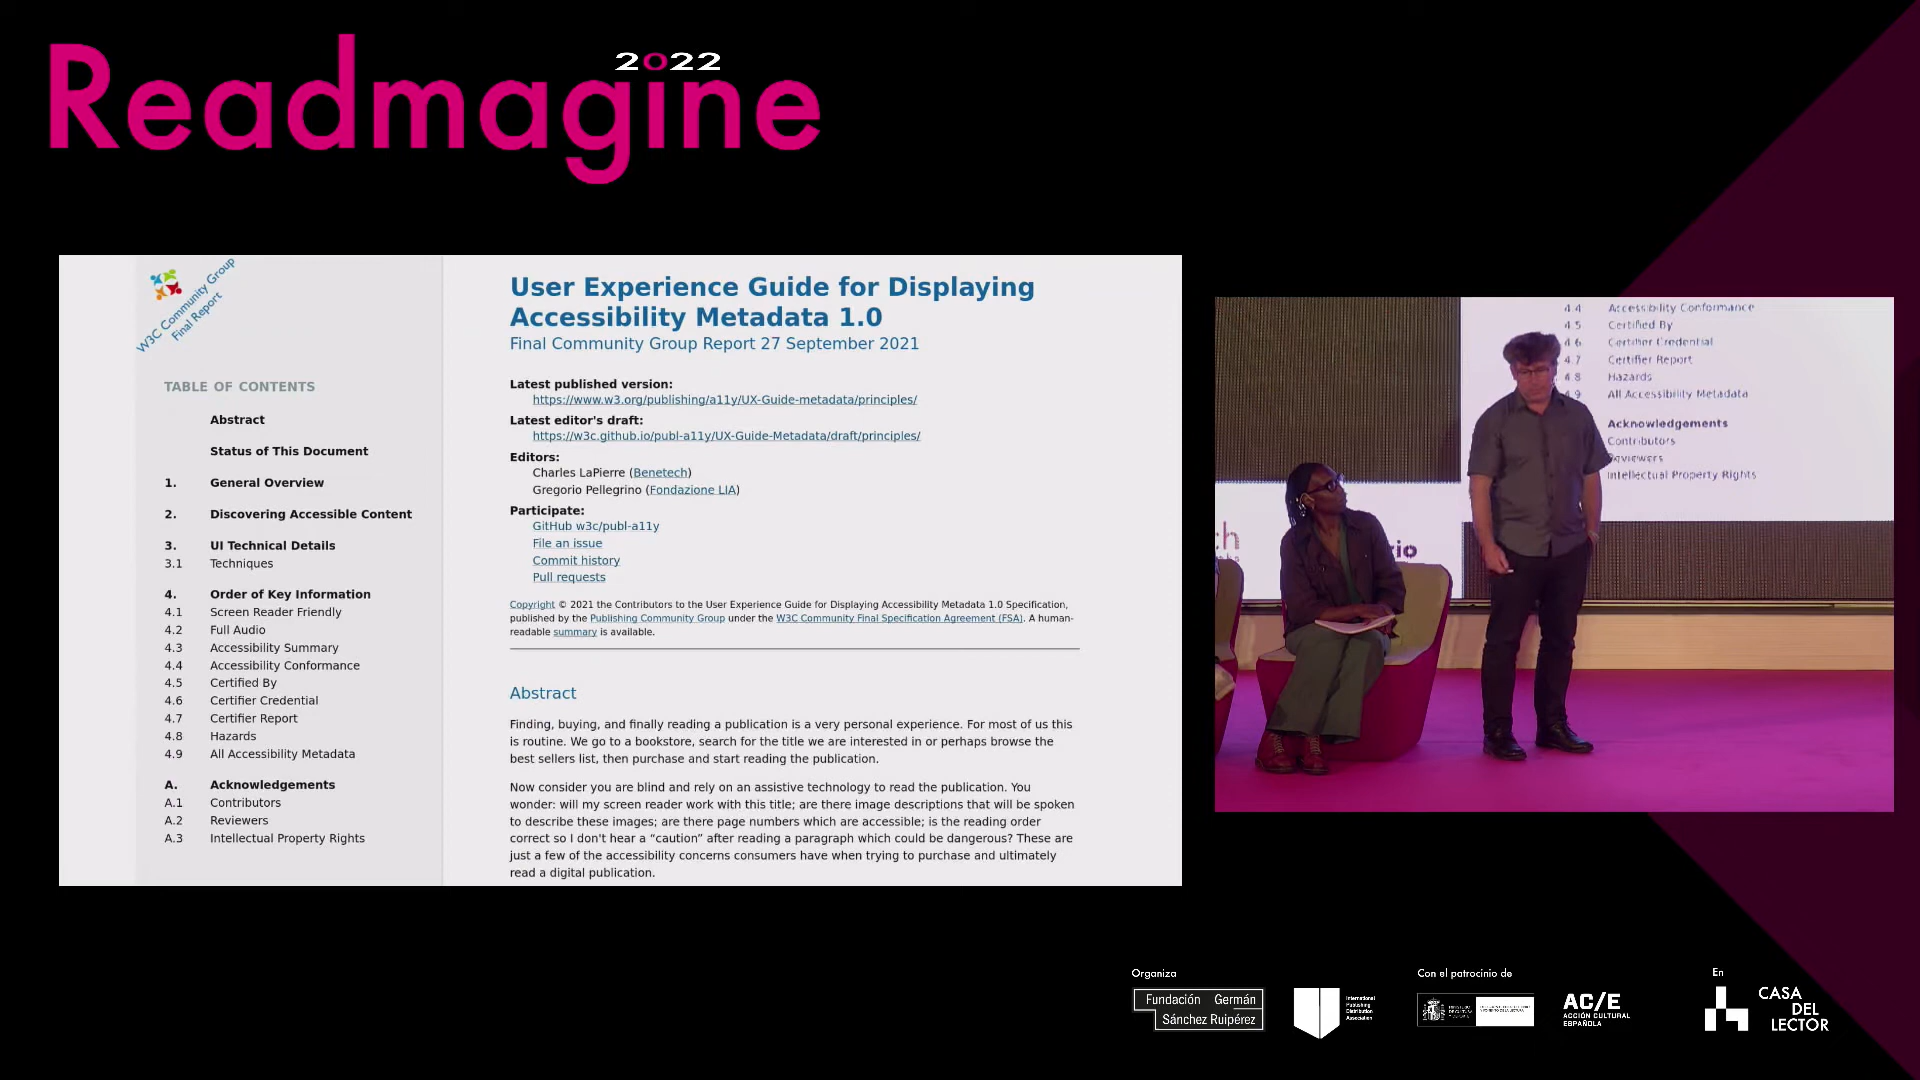 2022
Readmagine
W3C Community Group
Final Report
TABLE OF CONTENTS
Abstract
Status of This Document
1. General Overview
2. Discovering Accessible Content
3. UI Technical Details
3.1 Techniques
4. Order of Key Information
4.1 Screen Reader Friendly
4.2 Full Audio
4.3 Accessibility Summary
4.4 Accessibility Conformance
4.5 Certified By
4.6 Certifier Credential
4.7 Certifier Report
4.8 Hazards
4.9 All Accessibility Metadata
A. Acknowledgements
A.1 Contributors
A.2 Reviewers
A.3 Intellectual Property Rights
User Experience Guide for Displaying
Accessibility Metadata 1.0
Final Community Group Report 27 September 2021
Latest published version:
https://www.w3.org/publishing/a11y/UX-Guide-metadata/principles/
Latest editor's draft:
https://w3c.github.io/publ-a11y/UX-Guide-Metadata/draft/principles/
Editors:
Charles LaPierre (Benetech)
Gregorio Pellegrino (Fondazione LIA)
Participate:
GitHub w3c/publ-a11y
File an issue
Commit history
Pull requests
Copyright © 2021 the Contributors to the User Experience Guide for Displaying Accessibility Metadata 1.0 Specification,
published by the Publishing Community Group under the W3C Community Final Specification Agreement (FSA). A human-
readable summary is available.
Abstract
Finding, buying, and finally reading a publication is a very personal experience. For most of us this
is routine. We go to a bookstore, search for the title we are interested in or perhaps browse the
best sellers list, then purchase and start reading the publication.
Now consider you are blind and rely on an assistive technology to read the publication. You
wonder: will my screen reader work with this title; are there image descriptions that will be spoken
to describe these images; are there page numbers which are accessible; is the reading order
correct so I don't hear a “caution” after reading a paragraph which could be dangerous? These are
just a few of the accessibility concerns consumers have when trying to purchase and ultimately
read a digital publication.
4.4 Accessibility Conformance
4.5 Certified By
4.6 Certifier Credential
4.7 Certifier Report
4.8 Hazards
4.9 All Accessibility Metadata
Acknowledgements
Contributors
Reviewers
Intellectual Property Rights
ch
io
Organiza
Fundación Germán
Sánchez Ruipérez
International
Publishing
Distribution
Association
Con el patrocinio de
AC/E
ACCIÓN CULTURAL
ESPAÑOLA
En
CASA
DEL
LECTOR